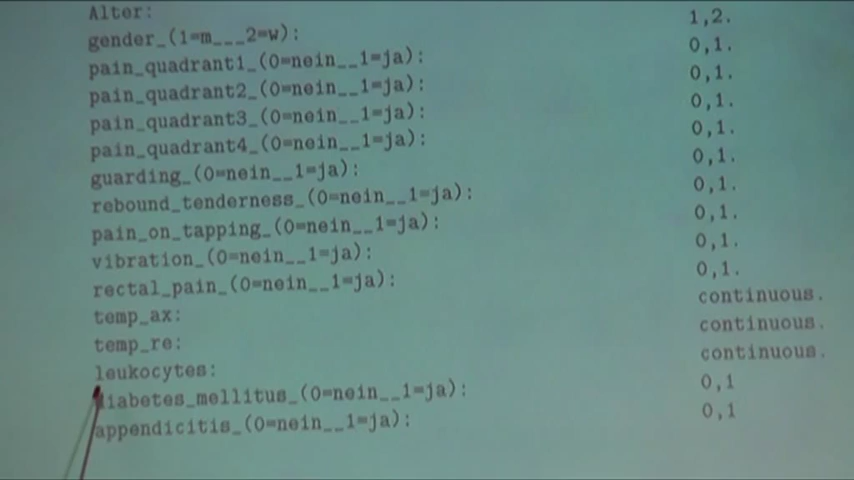 Alter:
gender_(1=m___2=w): 1,2.
pain_quadrant1_(0=nein__1=ja): 0,1.
pain_quadrant2_(0=nein__1=ja): 0,1.
pain_quadrant3_(0=nein__1=ja): 0,1.
pain_quadrant4_(0=nein__1=ja): 0,1.
guarding_(0=nein__1=ja): 0,1.
rebound_tenderness_(0=nein__1=ja): 0,1.
pain_on_tapping_(0=nein__1=ja): 0,1.
vibration_(0=nein__1=ja): 0,1.
rectal_pain_(0=nein__1=ja): 0,1.
temp_ax: continuous.
temp_re: continuous.
leukocytes: continuous.
diabetes_mellitus_(0=nein__1=ja): 0,1
appendicitis_(0=nein__1=ja): 0,1